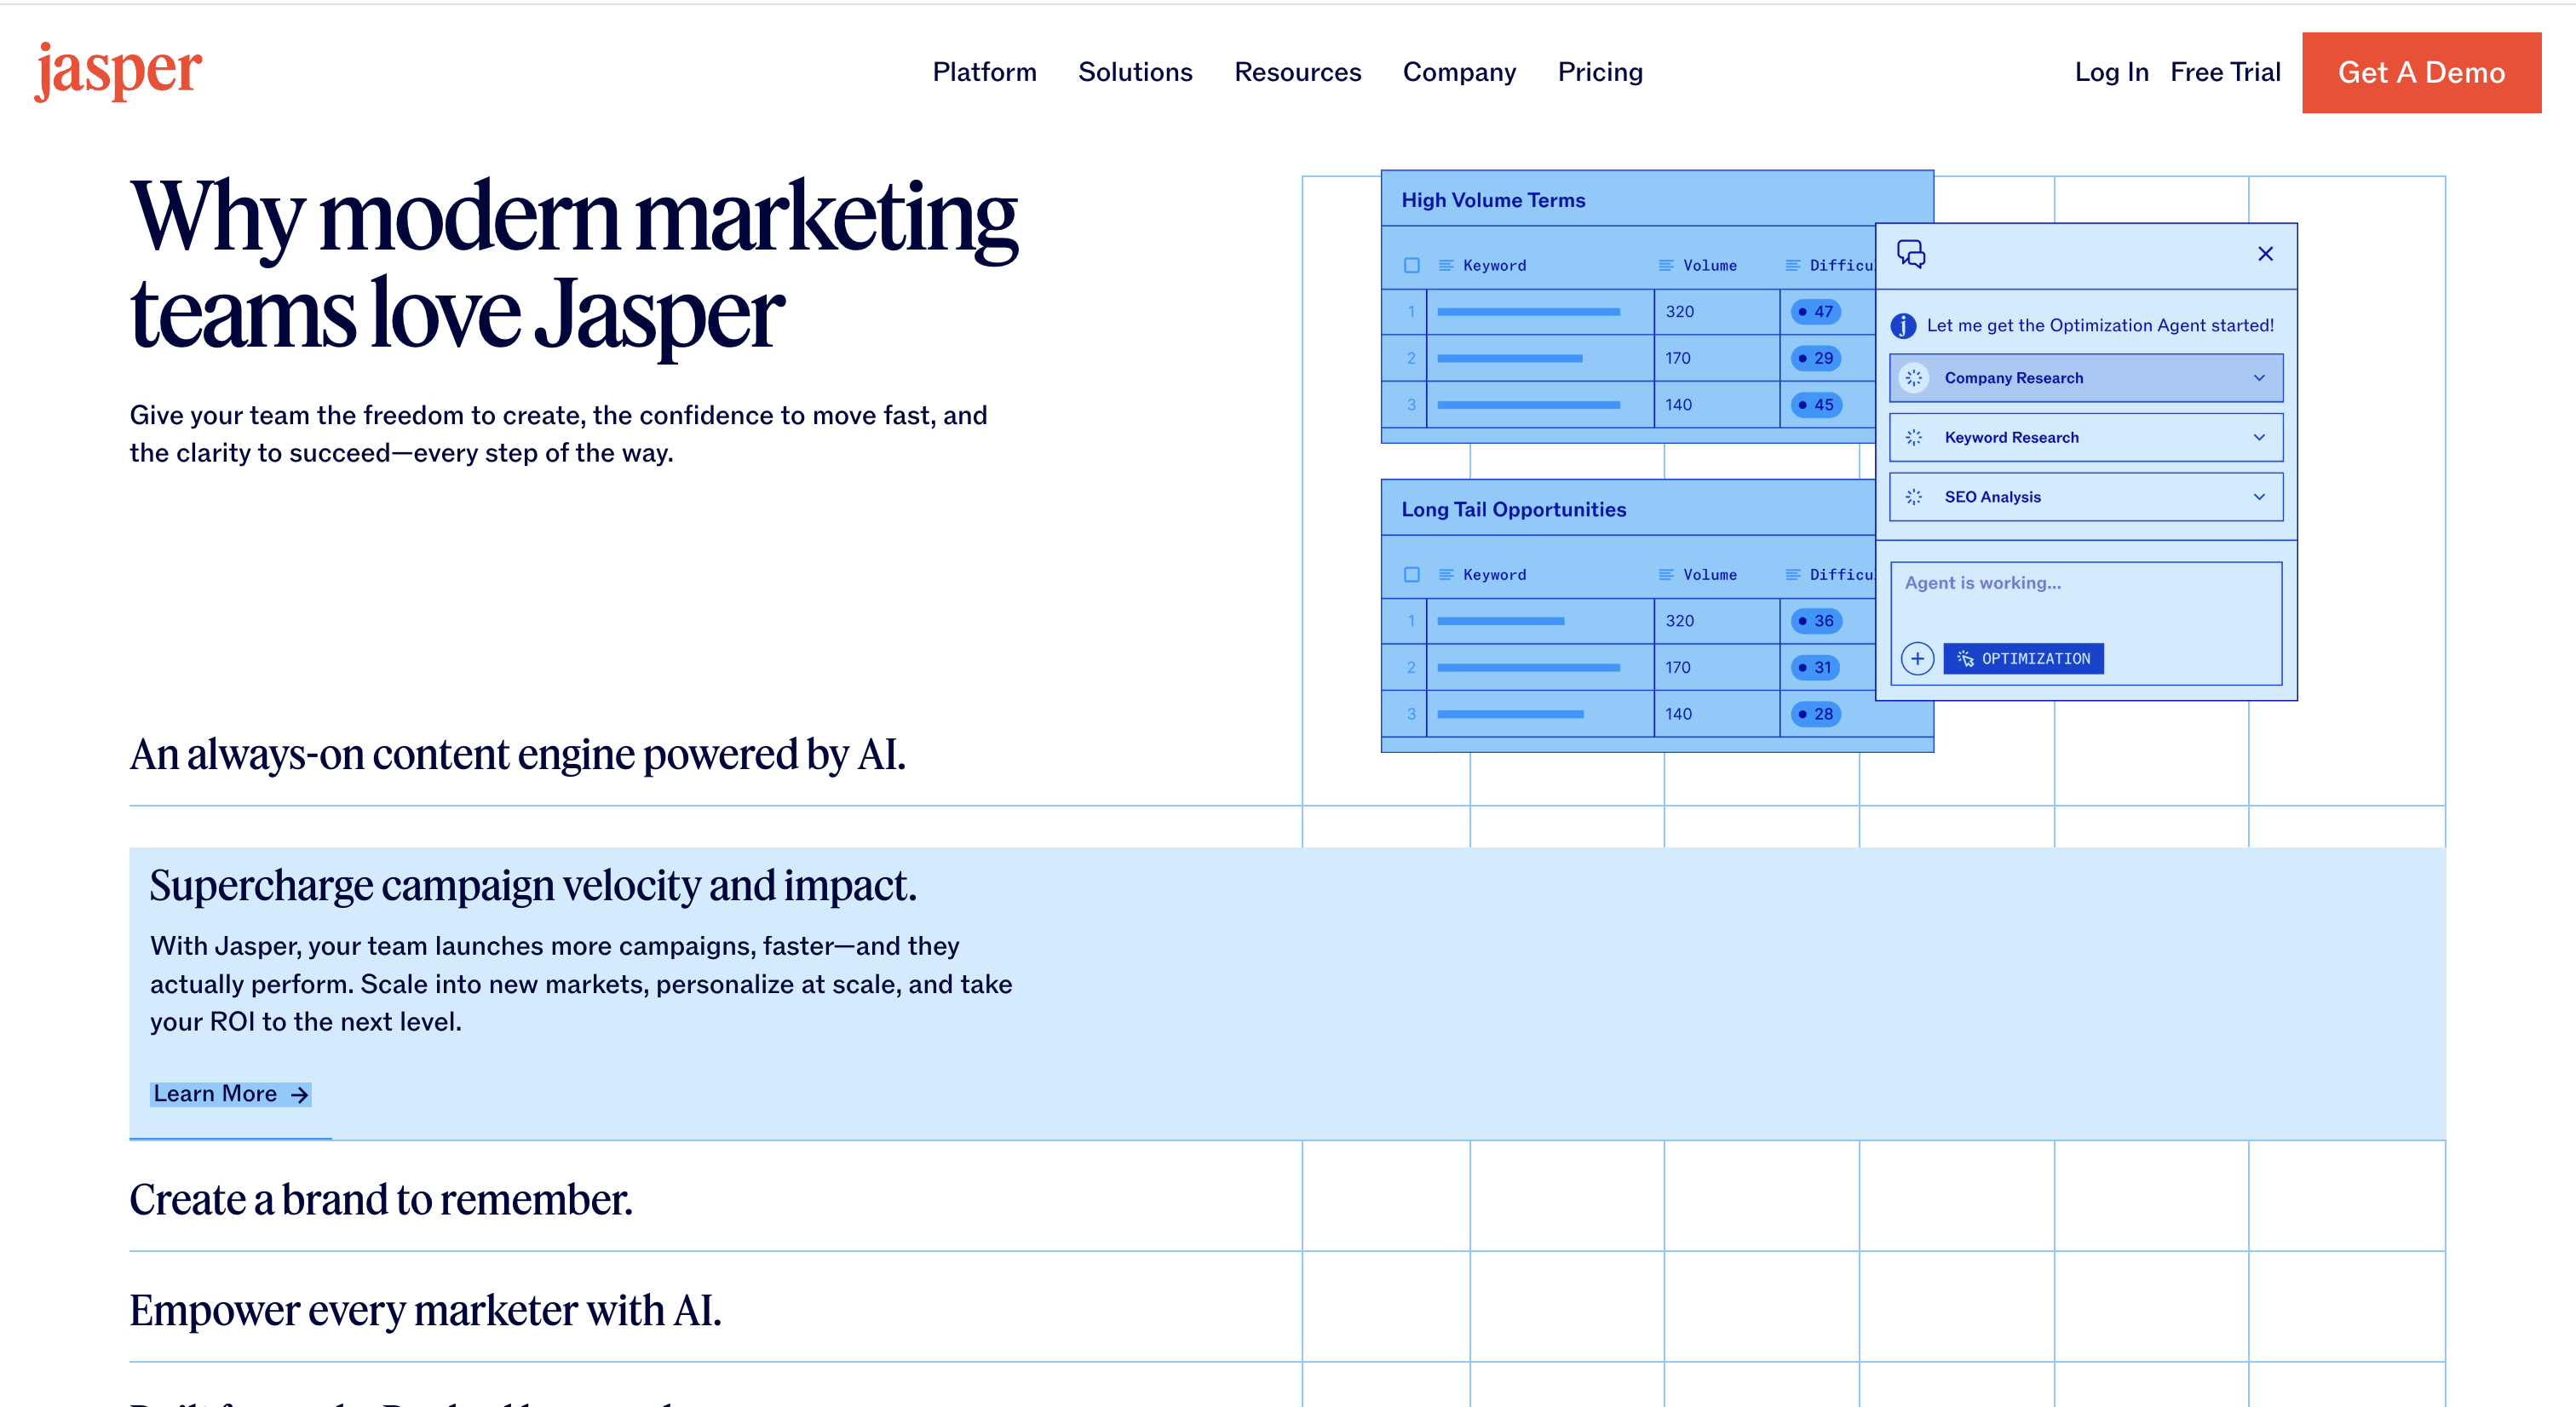 jasper
Platform Solutions Resources Company Pricing
Log In Free Trial Get A Demo
Why modern marketing
teams love Jasper
Give your team the freedom to create, the confidence to move fast, and
the clarity to succeed—every step of the way.
High Volume Terms
Keyword Volume Difficu
1 320 47
2 170 29
3 140 45
Long Tail Opportunities
Keyword Volume Difficu
1 320 36
2 170 31
3 140 28
j Let me get the Optimization Agent started!
Company Research
Keyword Research
SEO Analysis
Agent is working...
OPTIMIZATION
An always-on content engine powered by AI.
Supercharge campaign velocity and impact.
With Jasper, your team launches more campaigns, faster—and they
actually perform. Scale into new markets, personalize at scale, and take
your ROI to the next level.
Learn More →
Create a brand to remember.
Empower every marketer with AI.